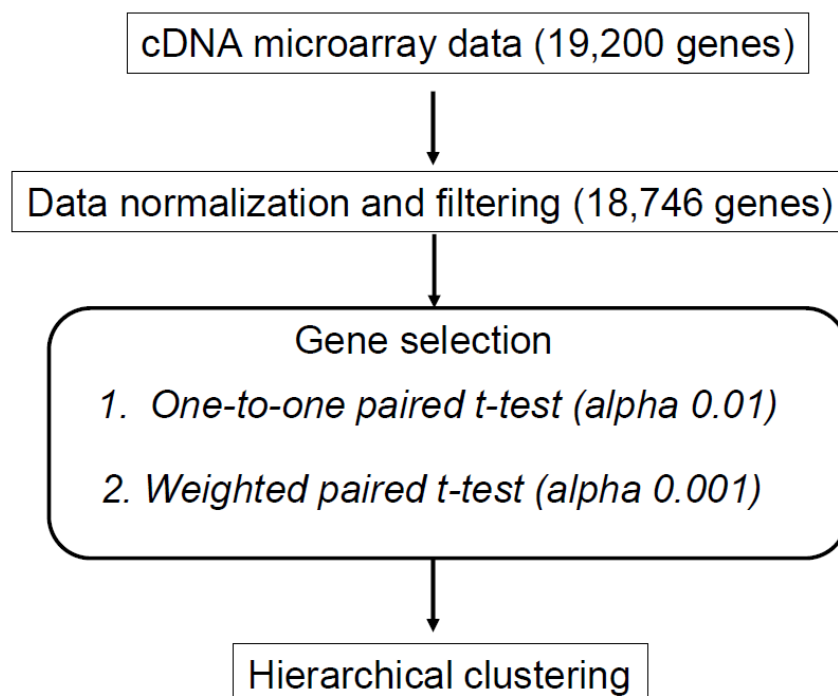 cDNA microarray data (19,200 genes)
Data normalization and filtering (18,746 genes)
Gene selection
1. One-to-one paired t-test (alpha 0.01)
2. Weighted paired t-test (alpha 0.001)
Hierarchical clustering